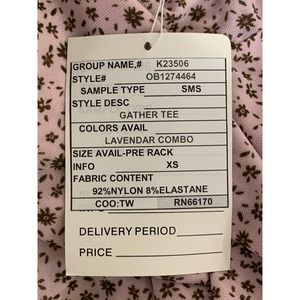 GROUP NAME,# K23506
STYLE# OB1274464
SAMPLE TYPE SMS
STYLE DESC
GATHER TEE
COLORS AVAIL
LAVENDAR COMBO
SIZE AVAIL-PRE RACK
INFO XS
FABRIC CONTENT
92%NYLON 8%ELASTANE
COO:TW RN66170
DELIVERY PERIOD
PRICE